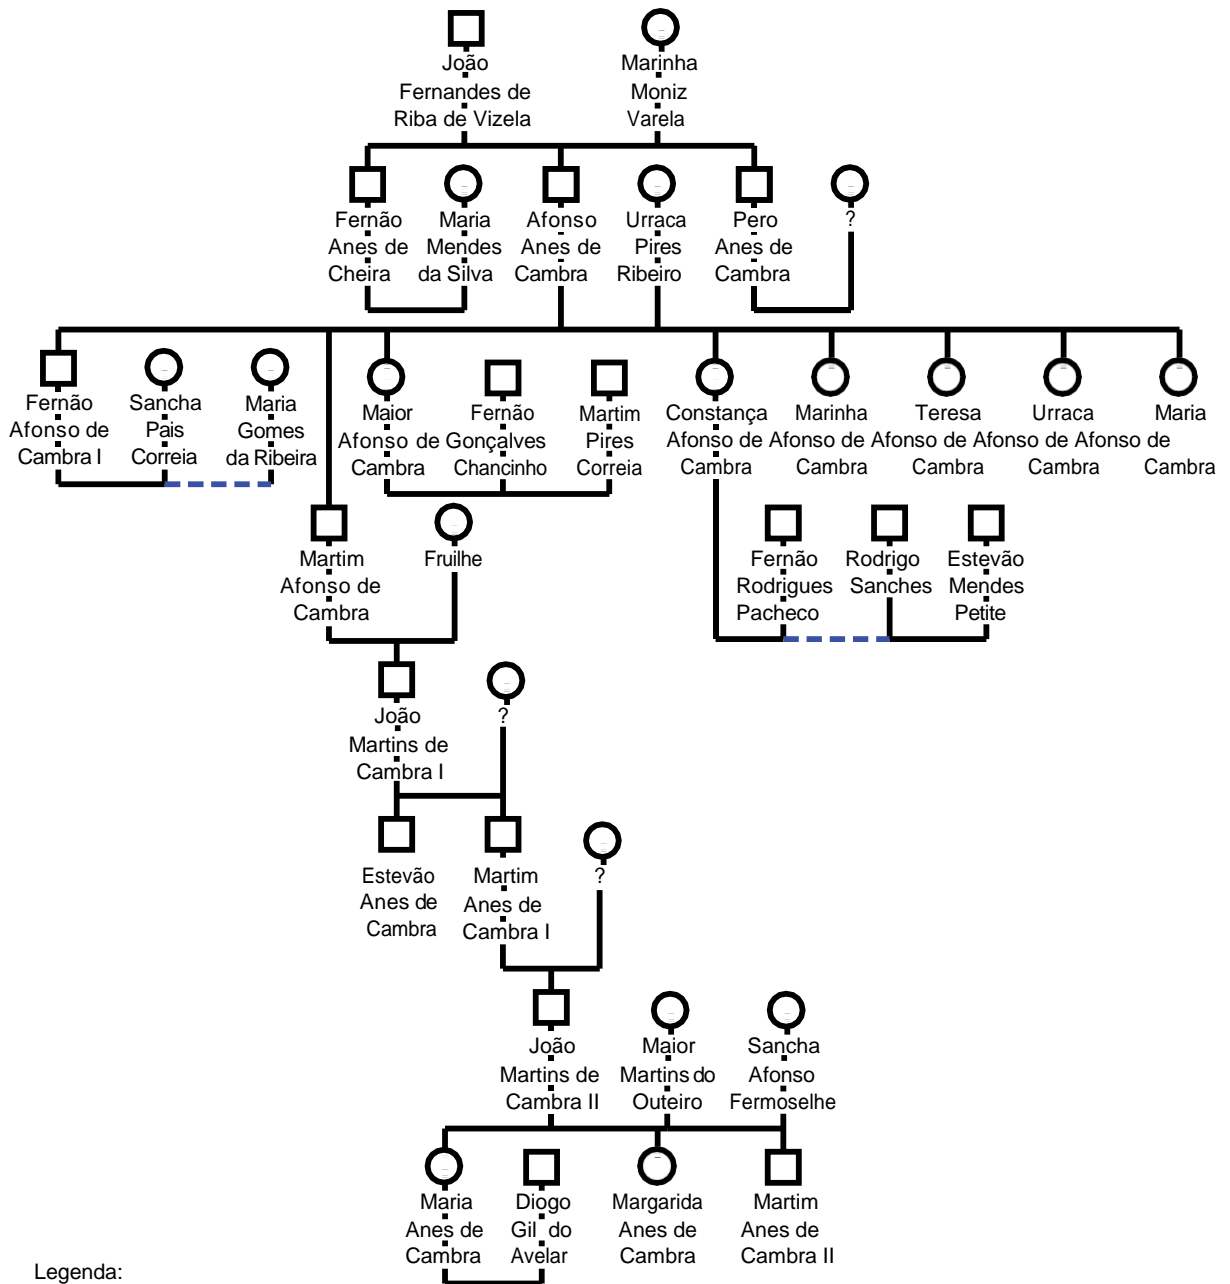 João
Fernandes de
Riba de Vizela
Marinha
Moniz
Varela
Fernão
Anes de
Cheira
Maria
Mendes
da Silva
Afonso
Anes de
Cambra
Urraca
Pires
Ribeiro
Pero
Anes de
Cambra
?
Fernão
Afonso de
Cambra I
Sancha
Pais
Correia
Maria
Gomes
da Ribeira
Maior
Afonso de
Cambra
Fernão
Gonçalves
Chancinho
Martim
Pires
Correia
Constança
Afonso de
Cambra
Marinha
Afonso de
Cambra
Teresa
Afonso de
Cambra
Urraca
Afonso de
Cambra
Maria
Afonso de
Cambra
Martim
Afonso de
Cambra
Fruilhe
Fernão
Rodrigues
Pacheco
Rodrigo
Sanches
Estevão
Mendes
Petite
João
Martins de
Cambra I
?
Estevão
Anes de
Cambra
Martim
Anes de
Cambra I
?
João
Martins de
Cambra II
Maior
Martins do
Outeiro
Sancha
Afonso
Fermoselhe
Maria
Anes de
Cambra
Diogo
Gil do
Avelar
Margarida
Anes de
Cambra
Martim
Anes de
Cambra II
Legenda: